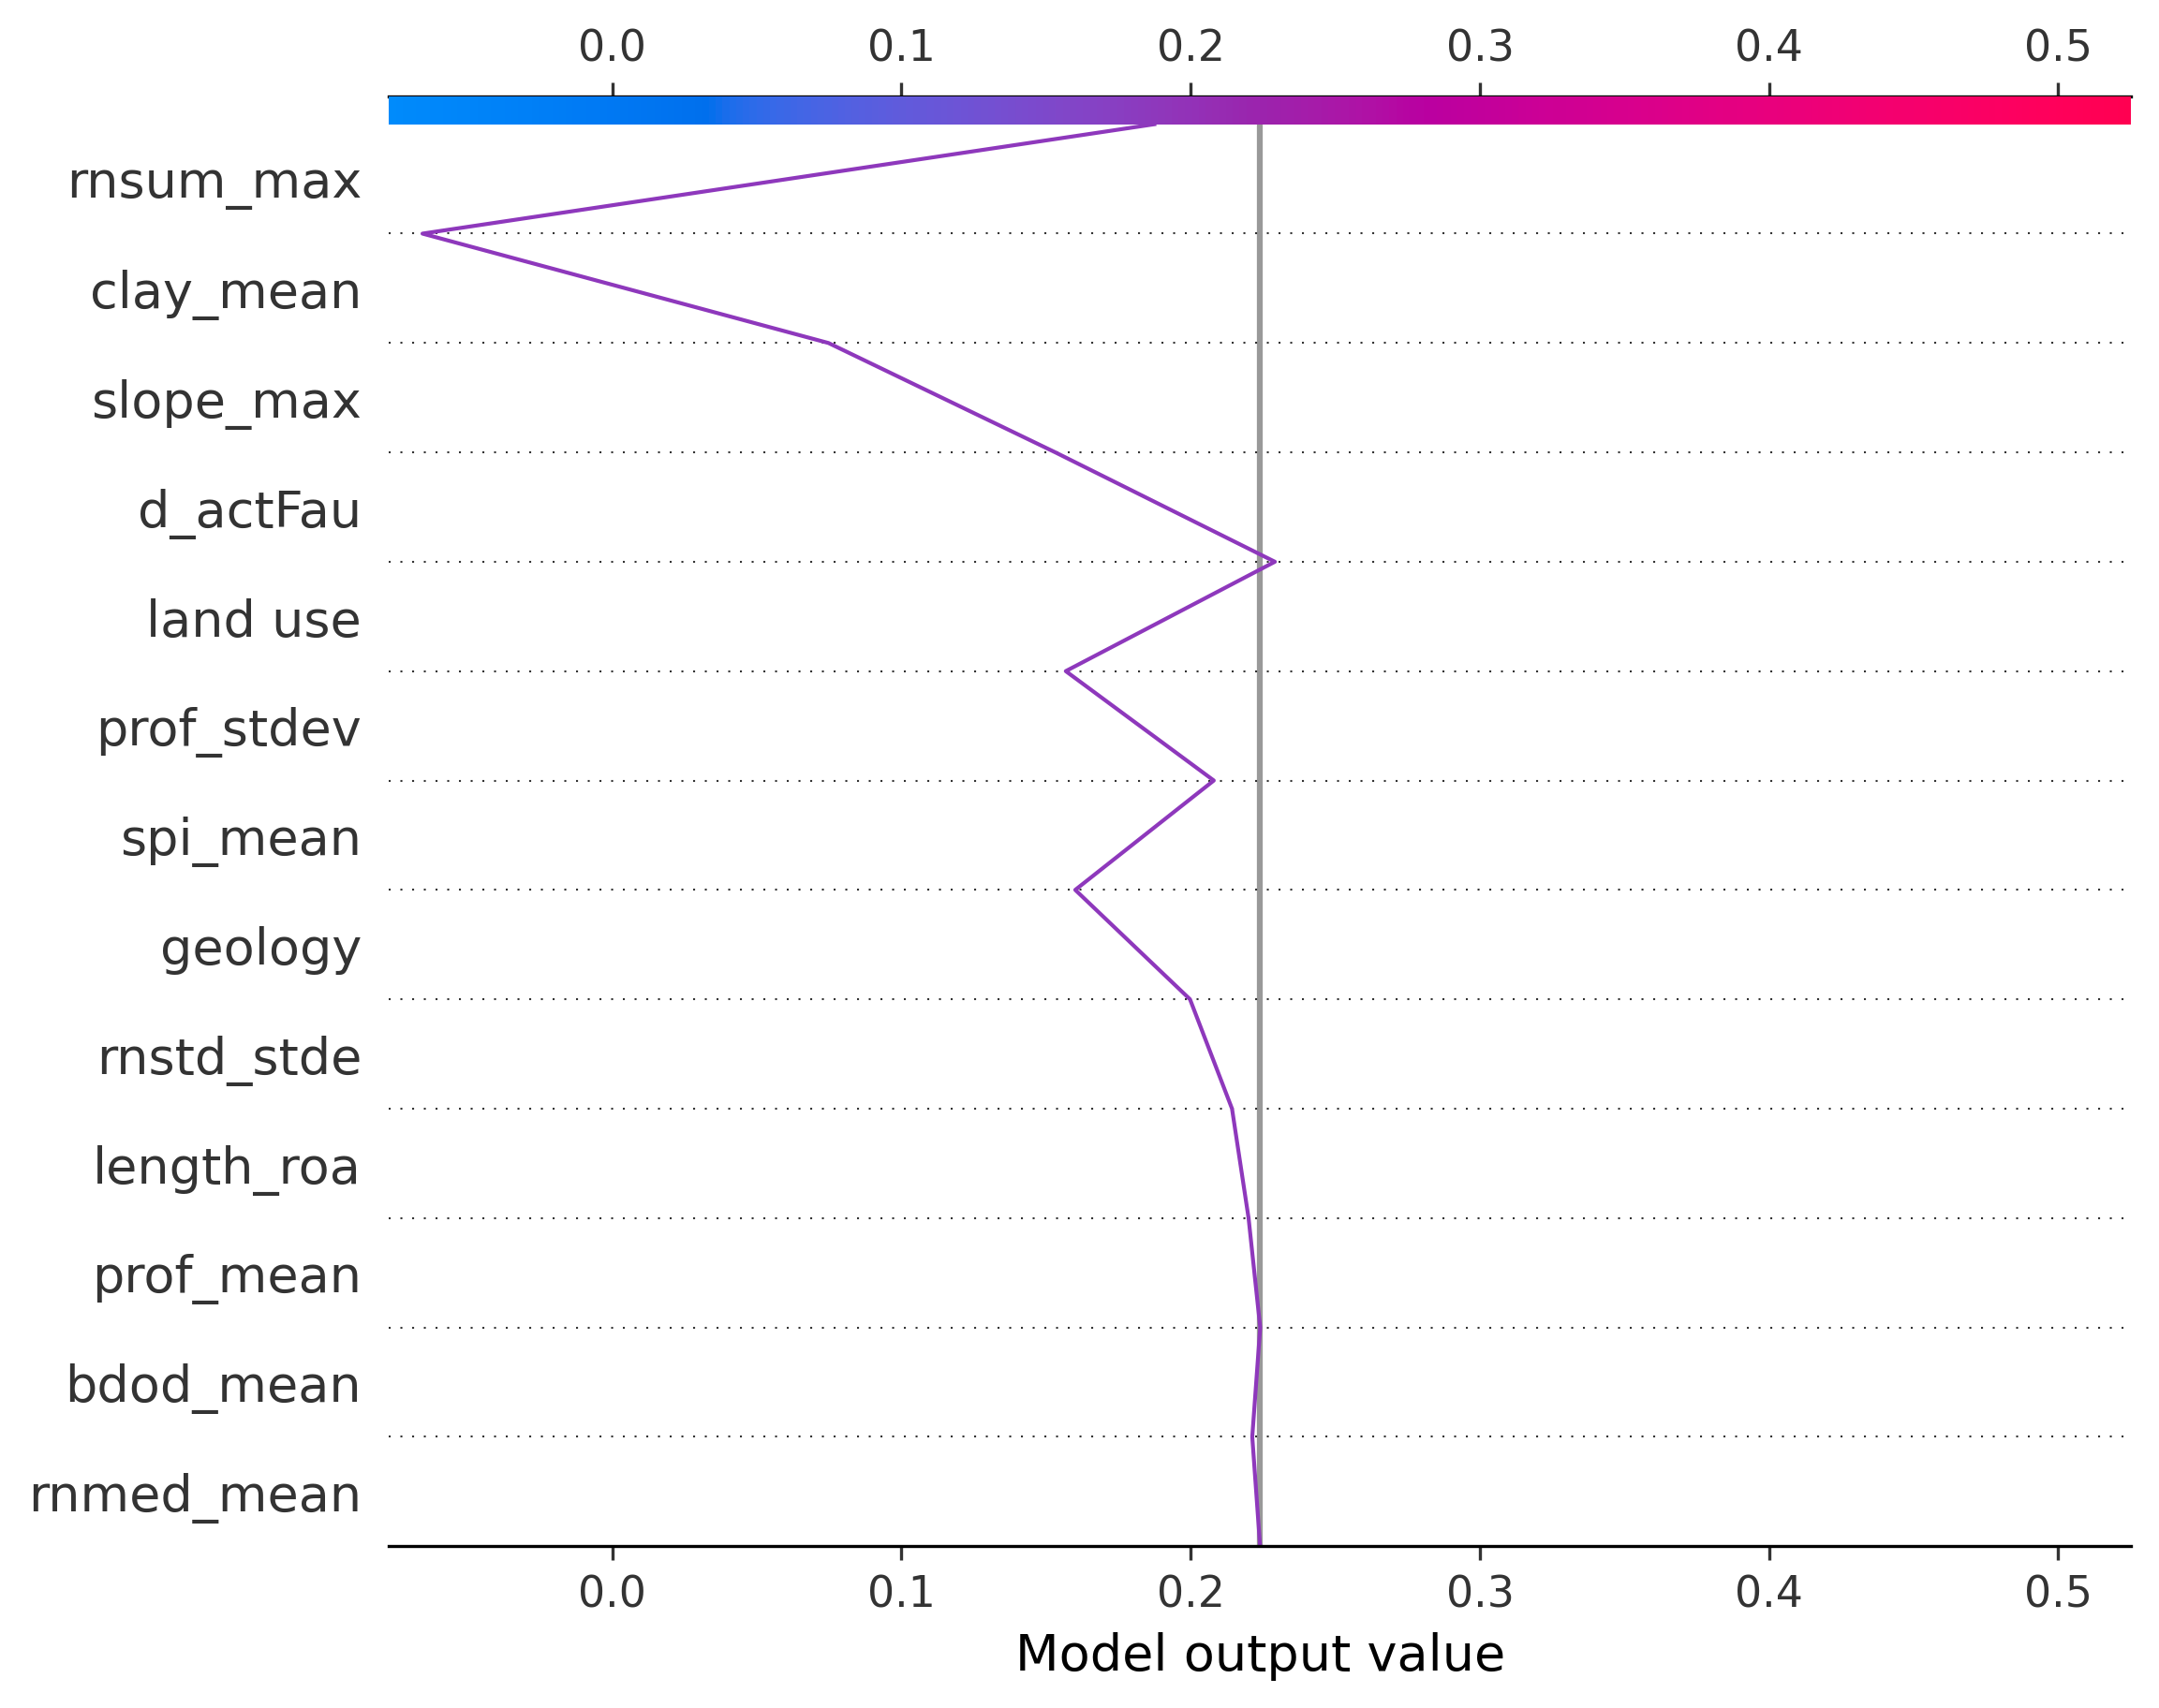 0.0 0.1 0.2 0.3 0.4 0.5
rnsum_max
clay_mean
slope_max
d_actFau
land use
prof_stdev
spi_mean
geology
rnstd_stde
length_roa
prof_mean
bdod_mean
rnmed_mean
0.0 0.1 0.2 0.3 0.4 0.5
Model output value